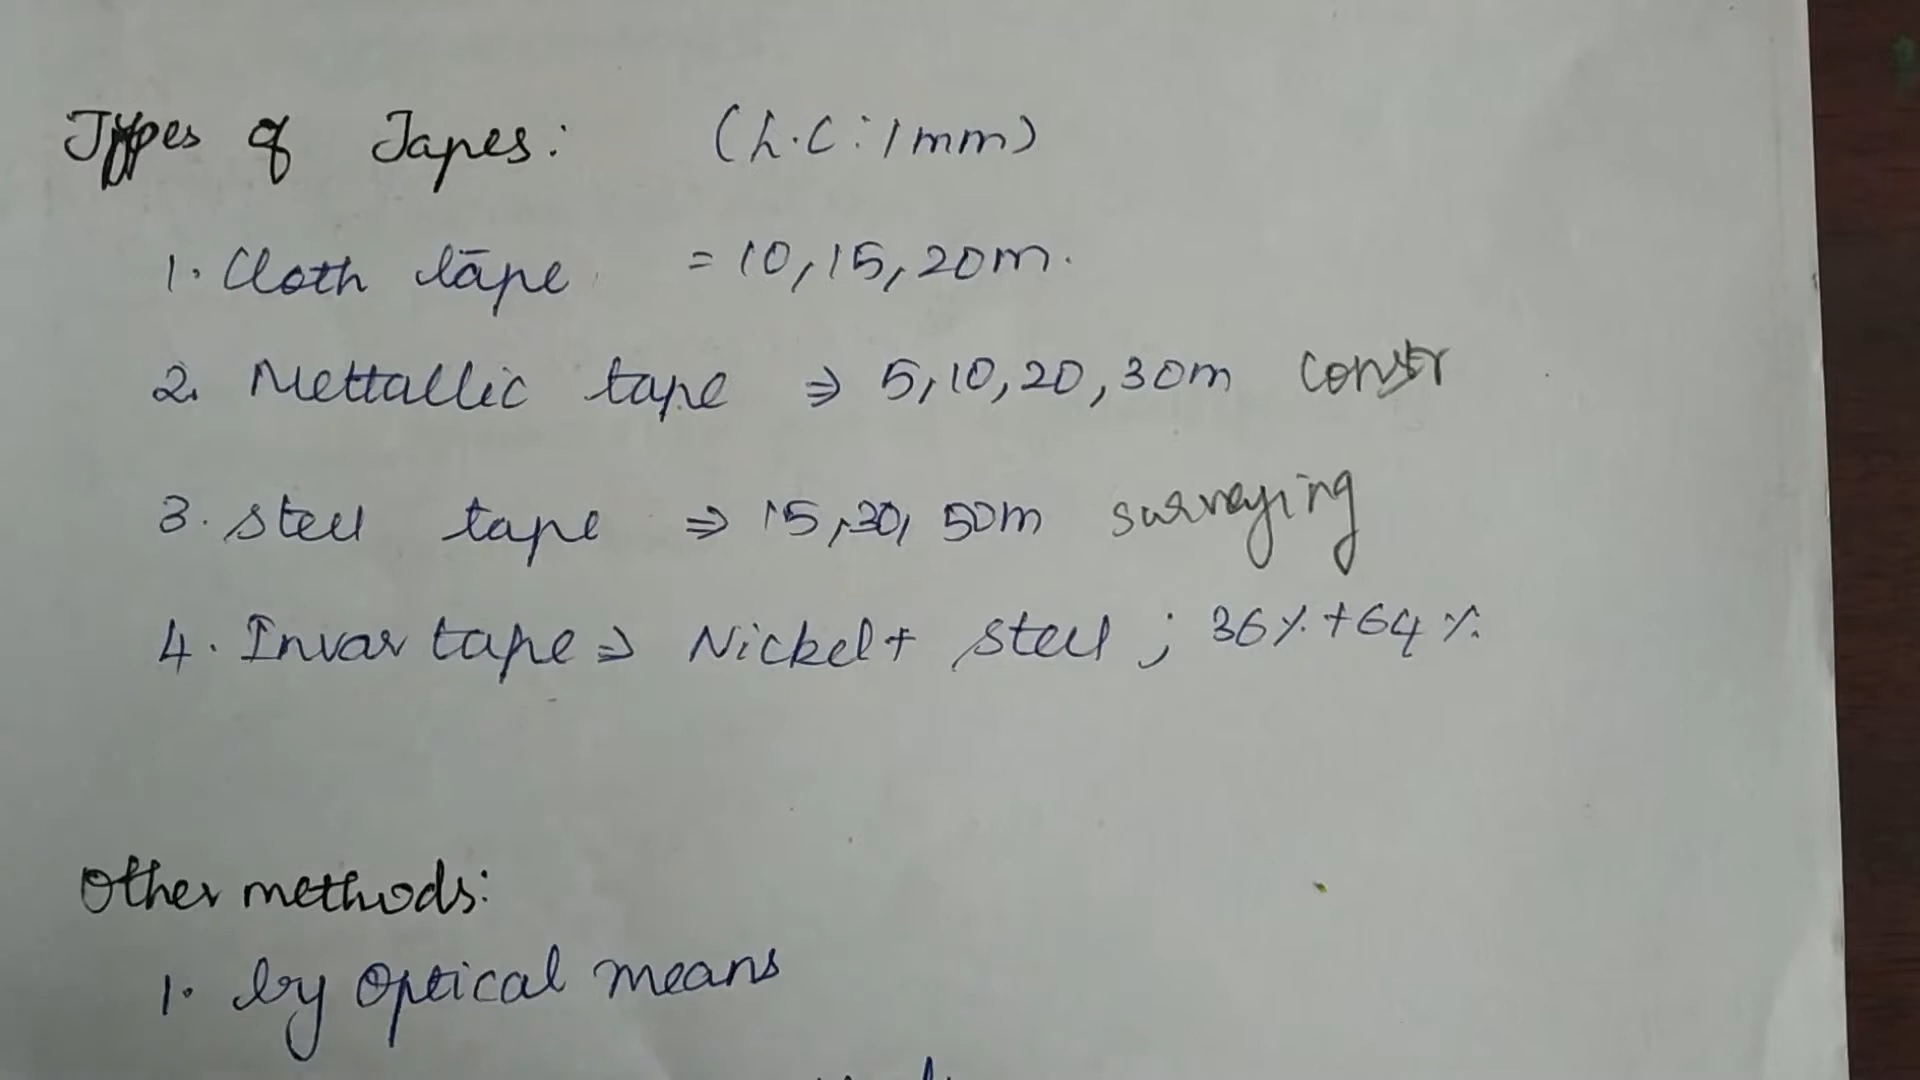 Types of Tapes: (L.C: 1mm)
1. Cloth tape = 10, 15, 20m.
2. Mettallic tape ⇒ 5, 10, 20, 30m constr
3. steel tape ⇒ 15, 30, 50m surveying
4. Invar tape ⇒ Nickel + steel ; 36% + 64%
Other methods:
1. by Optical means